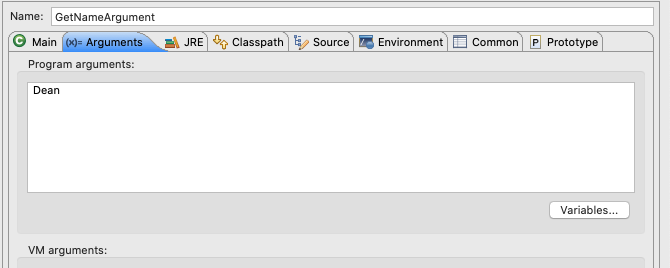 Name: GetNameArgument
Main (x)= Arguments JRE Classpath Source Environment Common P Prototype
Program arguments:
Dean
Variables...
VM arguments: